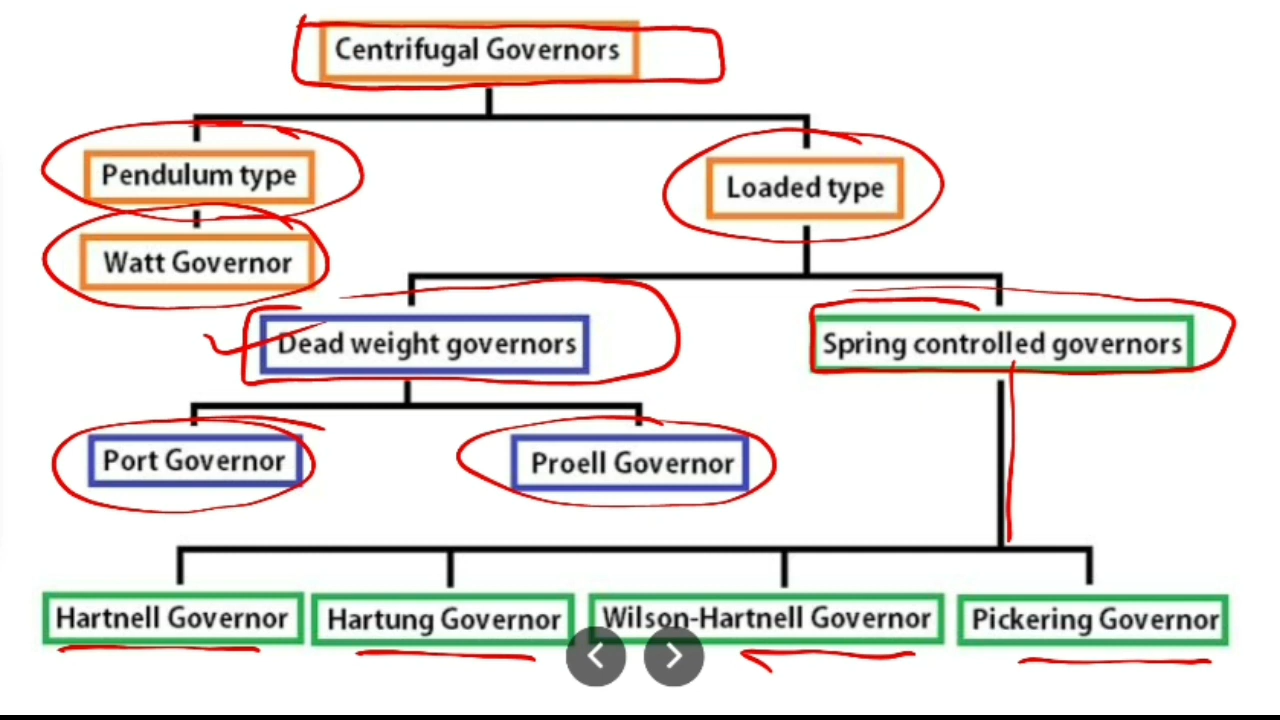 Centrifugal Governors
Pendulum type
Loaded type
Watt Governor
Dead weight governors
Spring controlled governors
Port Governor
Proell Governor
Hartnell Governor
Hartung Governor
Wilson-Hartnell Governor
Pickering Governor